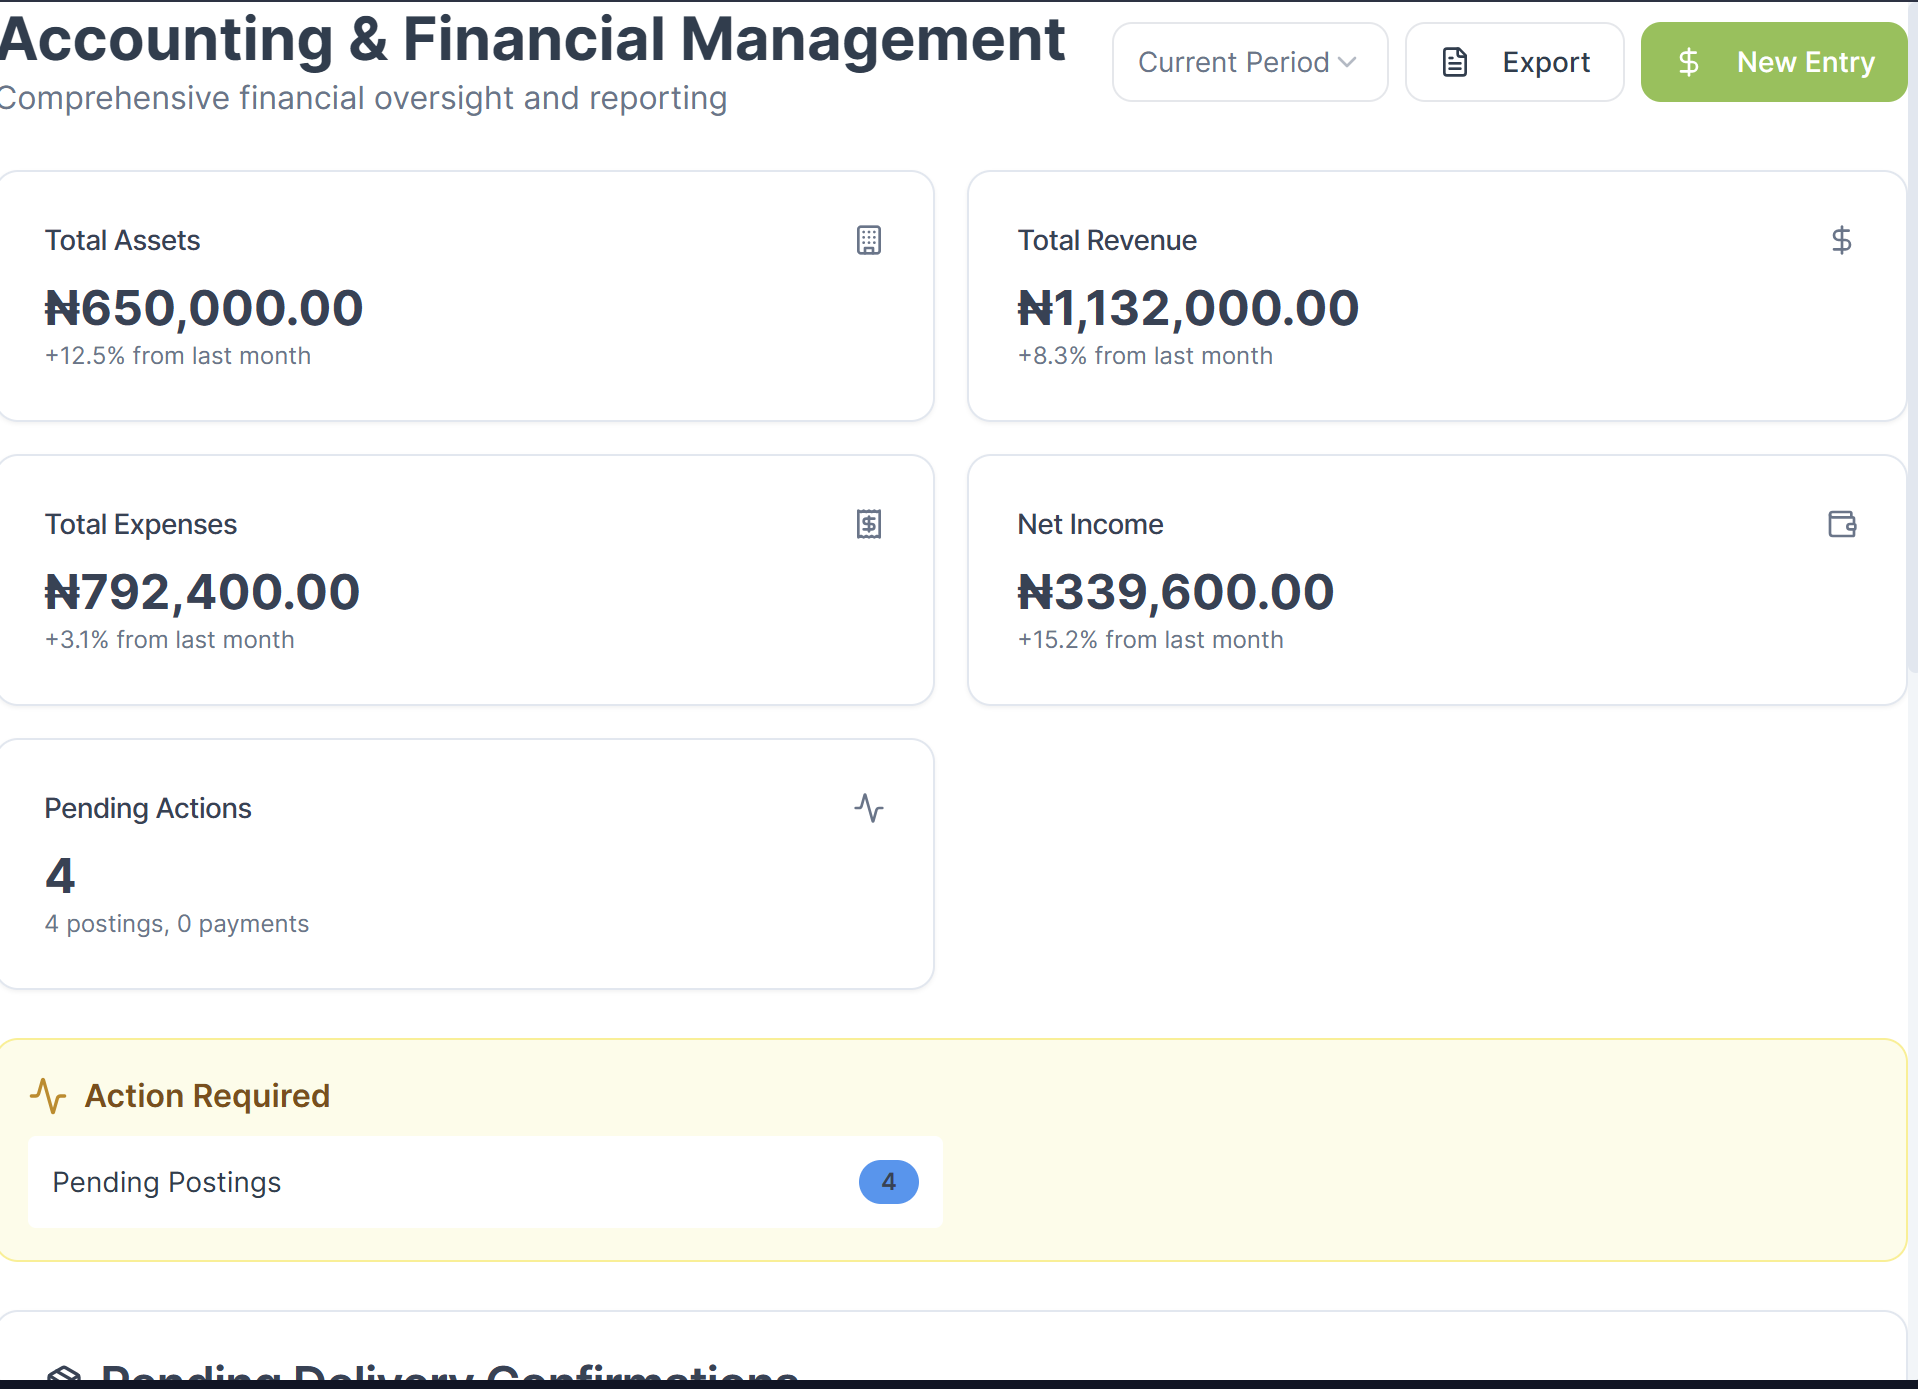 Accounting & Financial Management
Comprehensive financial oversight and reporting
Current Period
Export
New Entry
Total Assets
₦650,000.00
+12.5% from last month
Total Revenue
₦1,132,000.00
+8.3% from last month
Total Expenses
₦792,400.00
+3.1% from last month
Net Income
₦339,600.00
+15.2% from last month
Pending Actions
4
4 postings, 0 payments
Action Required
Pending Postings
4
Pending Delivery Confirmations